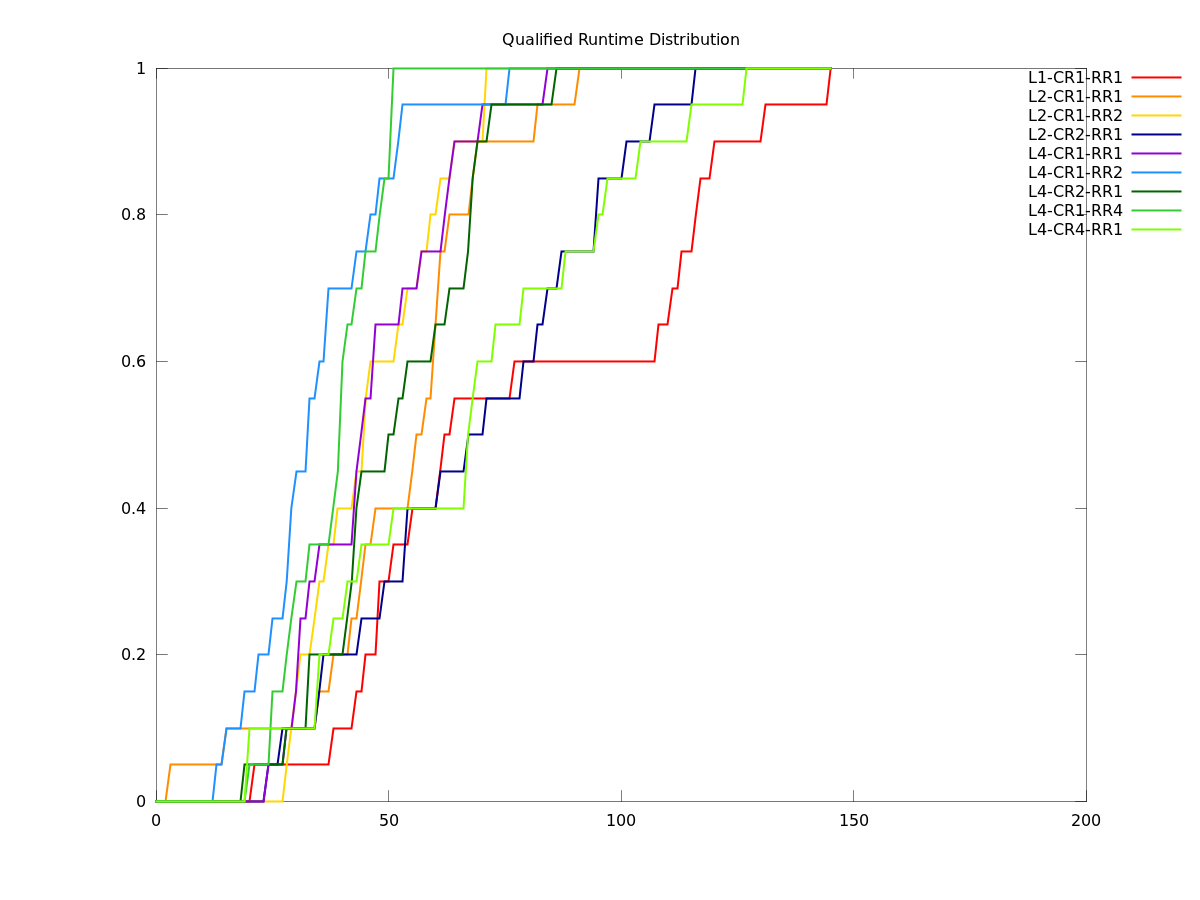 Qualified Runtime Distribution
1
0.8
0.6
0.4
0.2
0
0
50
100
150
200
L1-CR1-RR1
L2-CR1-RR1
L2-CR1-RR2
L2-CR2-RR1
L4-CR1-RR1
L4-CR1-RR2
L4-CR2-RR1
L4-CR1-RR4
L4-CR4-RR1